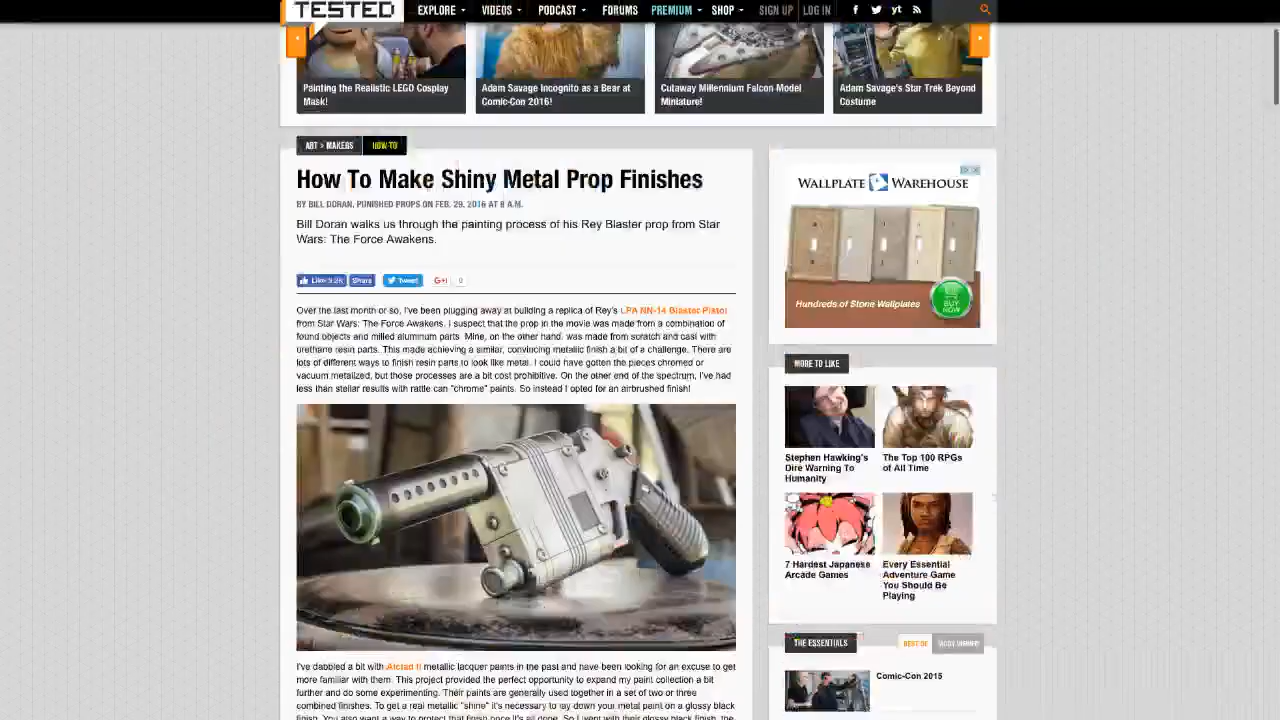 TESTED
EXPLORE VIDEOS PODCAST FORUMS PREMIUM SHOP SIGN UP LOG IN
Painting the Realistic LEGO Cosplay
Mask!
Adam Savage Incognito as a Bear at
Comic-Con 2016!
Cutaway Millennium Falcon Model
Miniature!
Adam Savage's Star Trek Beyond
Costume
ART > MAKERS HOW-TO
How To Make Shiny Metal Prop Finishes
BY BILL DORAN, PUNISHED PROPS ON FEB. 29, 2016 AT 8 A.M.
Bill Doran walks us through the painting process of his Rey Blaster prop from Star
Wars: The Force Awakens.
Like 9.2K Share Tweet G+1 0
Over the last month or so, I've been plugging away at building a replica of Rey's LPA NN-14 Blaster Pistol
from Star Wars: The Force Awakens. I suspect that the prop in the movie was made from a combination of
found objects and milled aluminum parts. Mine, on the other hand, was made from scratch and cast with
urethane resin parts. This made achieving a similar, convincing metallic finish a bit of a challenge. There are
lots of different ways to finish resin parts to look like metal. I could have gotten the pieces chromed or
vacuum metalized, but those processes are a bit cost prohibitive. On the other end of the spectrum, I've had
less than stellar results with rattle can "chrome" paints. So instead I opted for an airbrushed finish!
I've dabbled a bit with Alclad II metallic lacquer paints in the past and have been looking for an excuse to get
more familiar with them. This project provided the perfect opportunity to expand my paint collection a bit
further and do some experimenting. Their paints are generally used together in a set of two or three
combined finishes. To get a real metallic "shine" it's necessary to lay down your metal paint on a glossy black
finish. You also want a way to protect that finish once it's all done. So I went with their glossy black finish, the
WALLPLATE WAREHOUSE
Hundreds of Stone Wallplates
BUY
NOW
MORE TO LIKE
Stephen Hawking's
Dire Warning To
Humanity
The Top 100 RPGs
of All Time
7 Hardest Japanese
Arcade Games
Every Essential
Adventure Game
You Should Be
Playing
THE ESSENTIALS
BEST OF
Comic-Con 2015